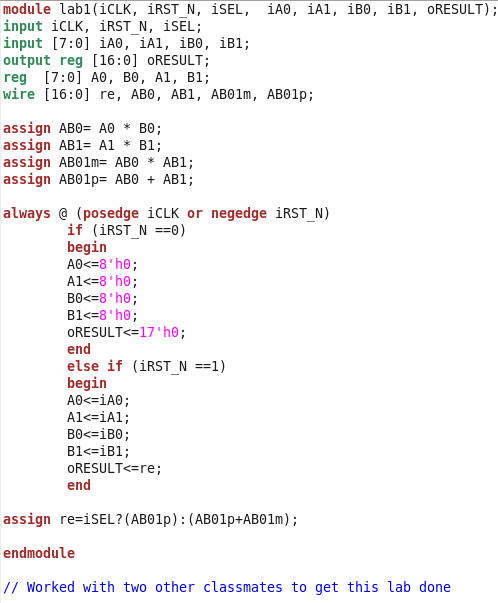 module lab1(iCLK, iRST_N, iSEL,  iA0, iA1, iB0, iB1, oRESULT);
input iCLK, iRST_N, iSEL;
input [7:0] iA0, iA1, iB0, iB1;
output reg [16:0] oRESULT;
reg  [7:0] A0, B0, A1, B1;
wire [16:0] re, AB0, AB1, AB01m, AB01p;

assign AB0= A0 * B0;
assign AB1= A1 * B1;
assign AB01m= AB0 * AB1;
assign AB01p= AB0 + AB1;

always @ (posedge iCLK or negedge iRST_N)
        if (iRST_N ==0)
        begin
        A0<=8'h0;
        A1<=8'h0;
        B0<=8'h0;
        B1<=8'h0;
        oRESULT<=17'h0;
        end
        else if (iRST_N ==1)
        begin
        A0<=iA0;
        A1<=iA1;
        B0<=iB0;
        B1<=iB1;
        oRESULT<=re;
        end

assign re=iSEL?(AB01p):(AB01p+AB01m);

endmodule

// Worked with two other classmates to get this lab done